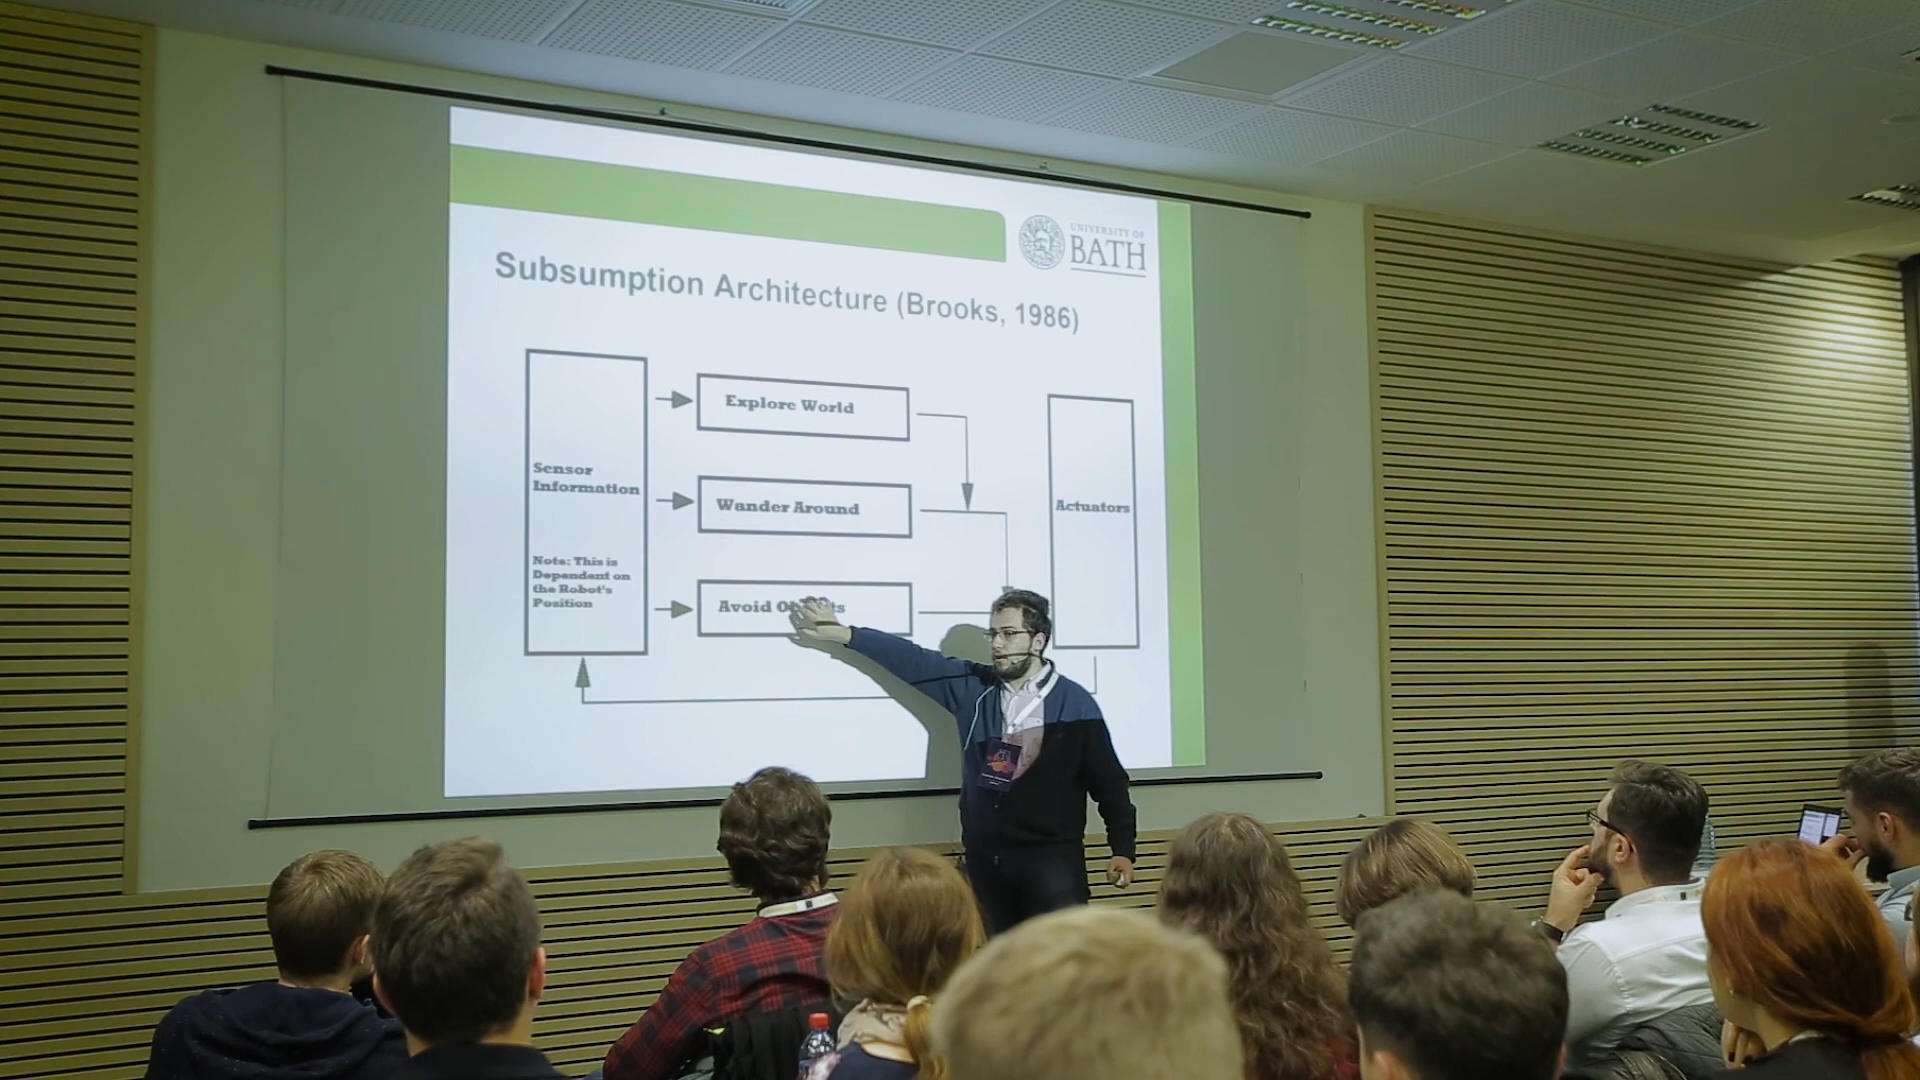 UNIVERSITY OF
BATH
Subsumption Architecture (Brooks, 1986)
Explore World
Sensor
Information
Wander Around
Actuators
Note: This is
Dependent on
the Robot's
Position
Avoid